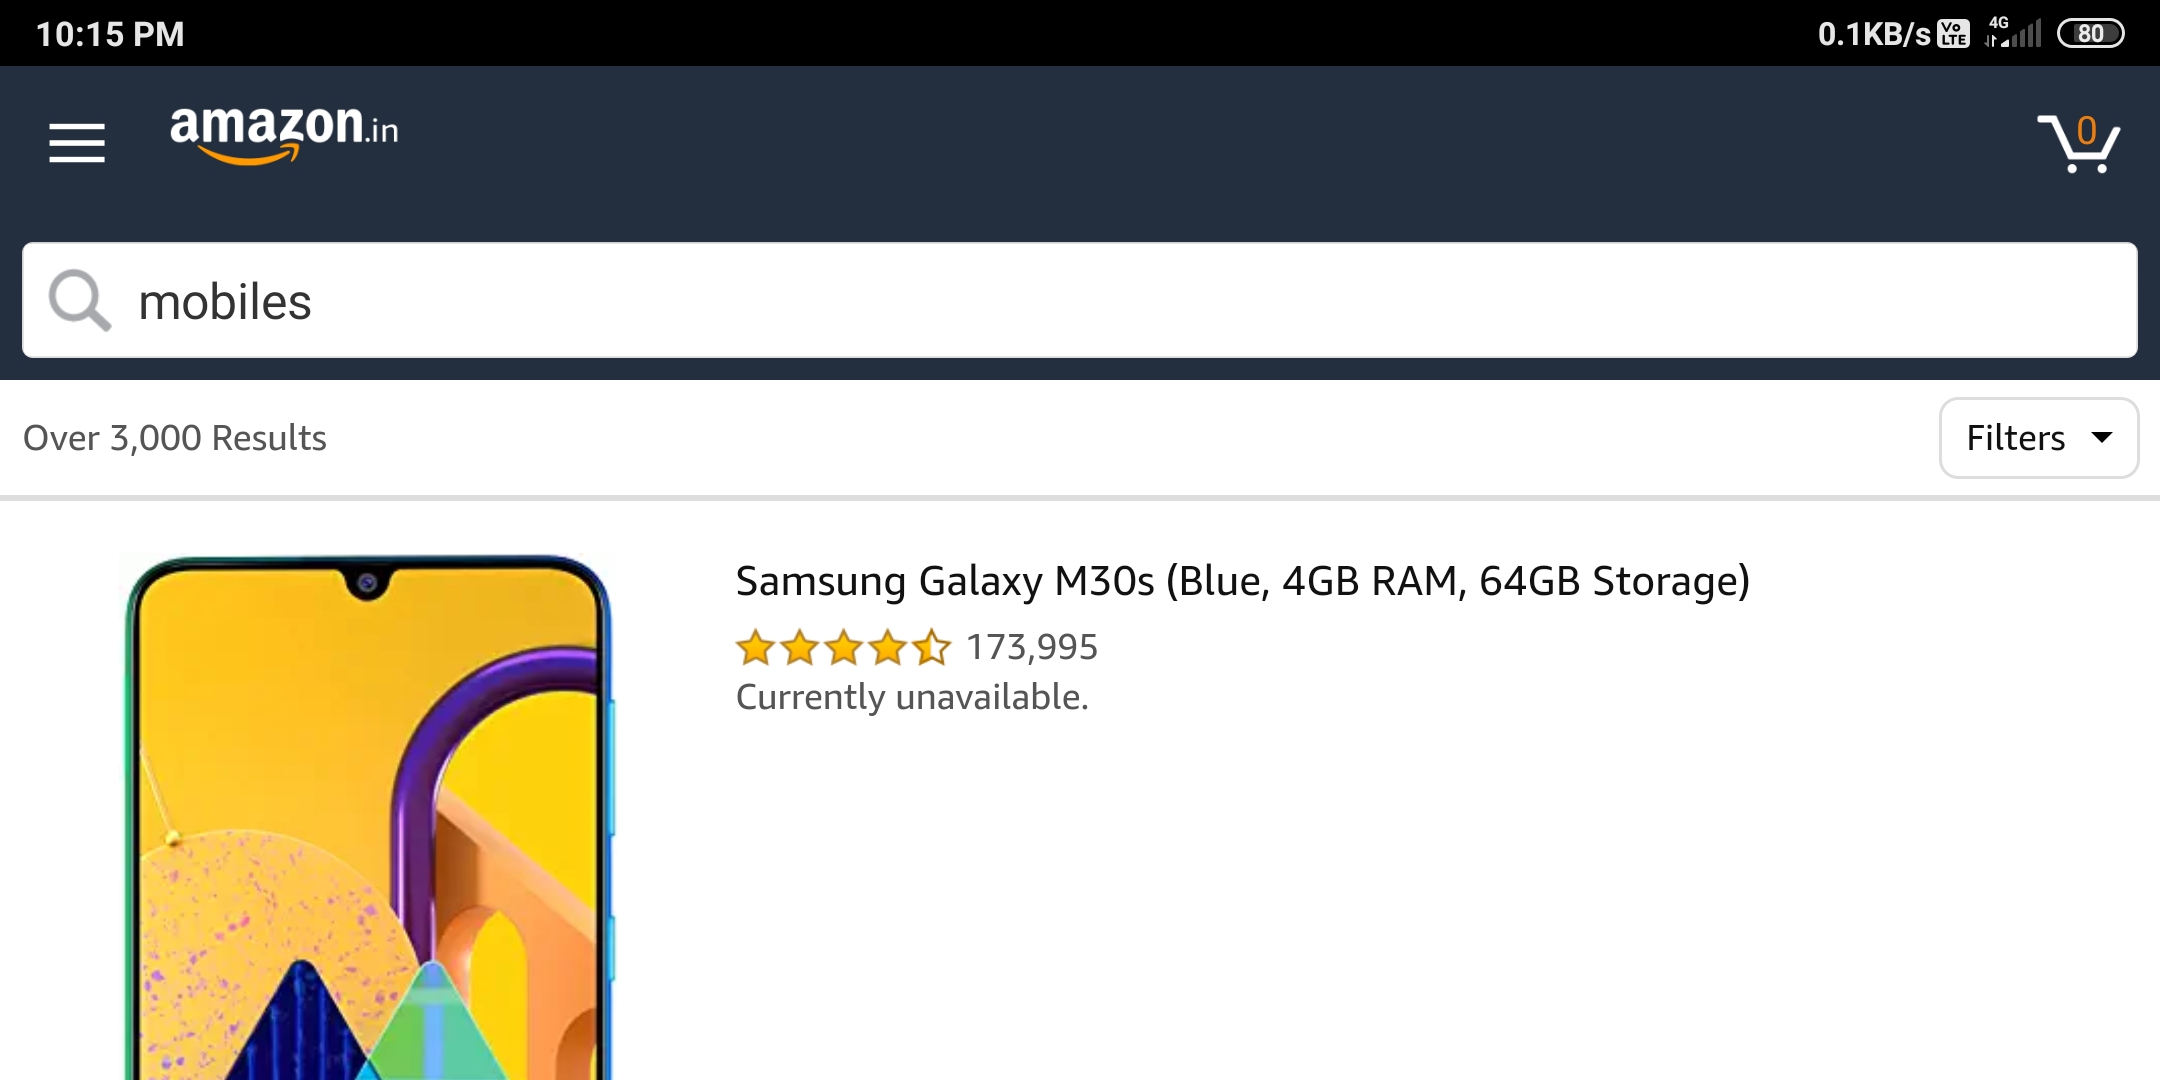 10:15 PM
0.1KB/s Vo LTE 4G 80
amazon.in
0
mobiles
Over 3,000 Results
Filters
Samsung Galaxy M30s (Blue, 4GB RAM, 64GB Storage)
173,995
Currently unavailable.